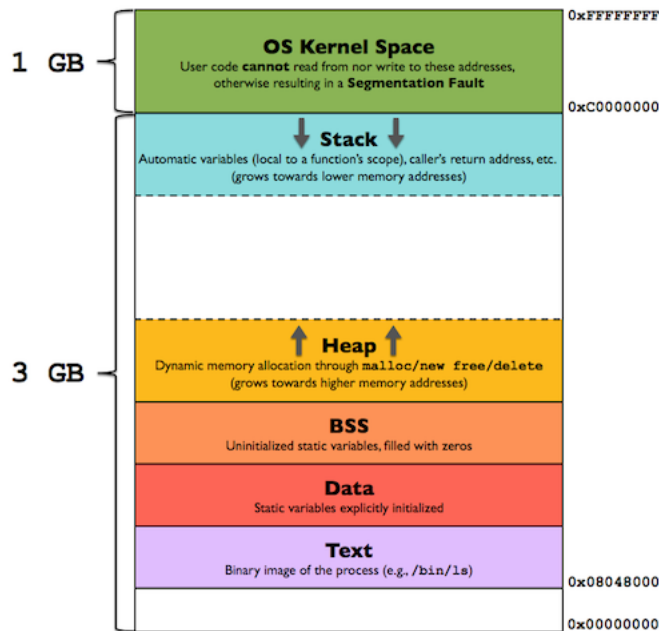 0xFFFFFFFF
OS Kernel Space
1 GB
User code cannot read from nor write to these addresses,
otherwise resulting in a Segmentation Fault
0xC0000000
Stack
Automatic variables (local to a function's scope), caller's return address, etc.
(grows towards lower memory addresses)
Heap
3 GB
Dynamic memory allocation through malloc/new free/delete
(grows towards higher memory addresses)
BSS
Uninitialized static variables, filled with zeros
Data
Static variables explicitly initialized
Text
Binary image of the process (e.g., /bin/ls)
0x08048000
0x00000000